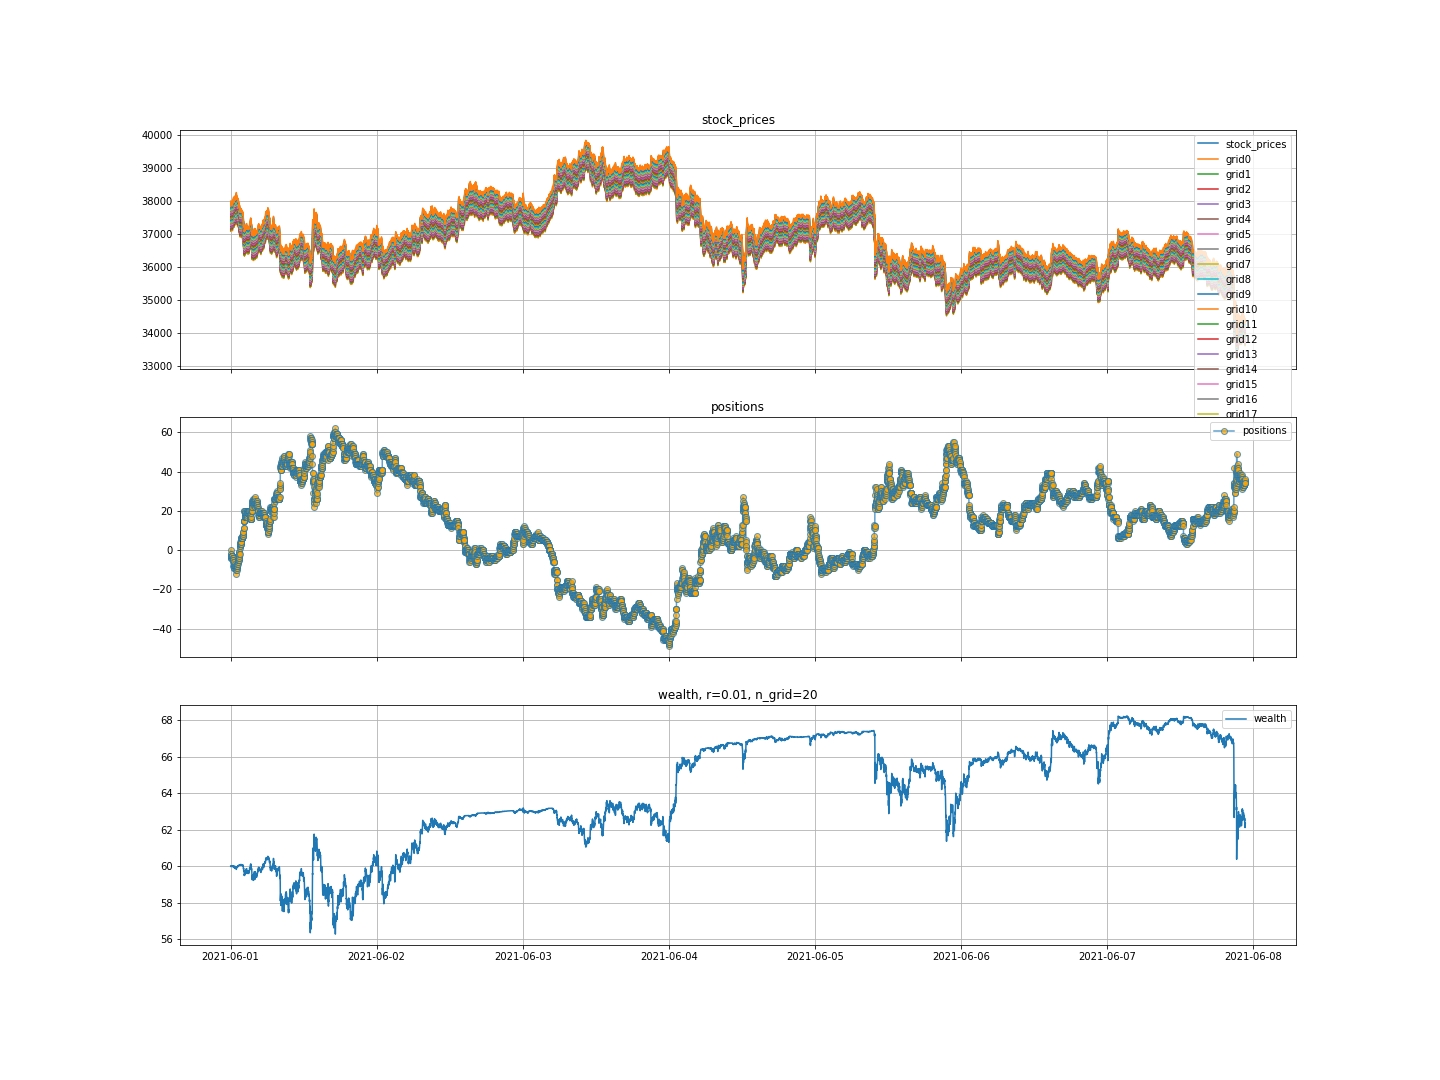 stock_prices
40000
39000
38000
37000
36000
35000
34000
33000
stock_prices
grid0
grid1
grid2
grid3
grid4
grid5
grid6
grid7
grid8
grid9
grid10
grid11
grid12
grid13
grid14
grid15
grid16
grid17
positions
60
40
20
0
−20
−40
positions
wealth, r=0.01, n_grid=20
68
66
64
62
60
58
56
wealth
2021-06-01 2021-06-02 2021-06-03 2021-06-04 2021-06-05 2021-06-06 2021-06-07 2021-06-08